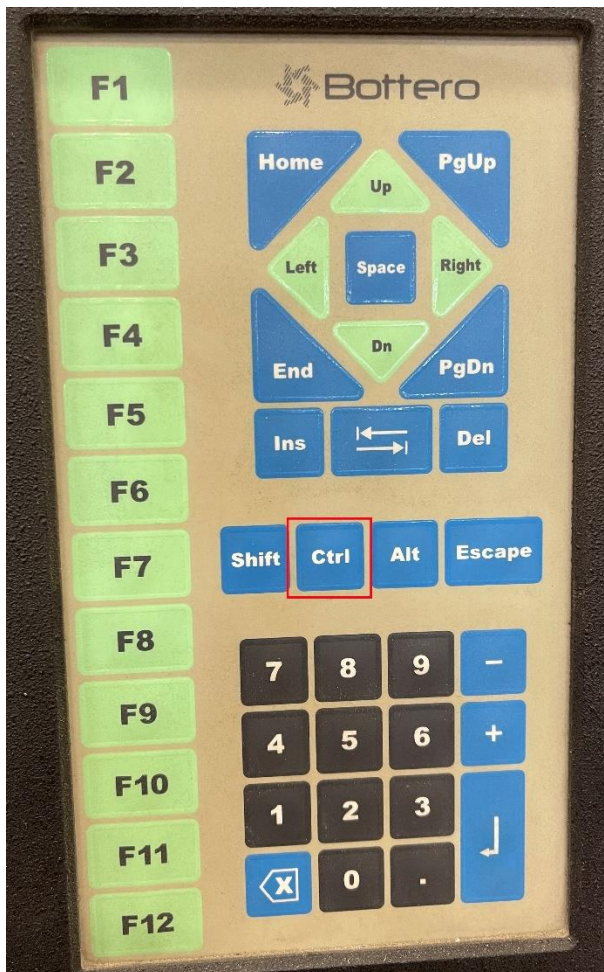 Bottero
F1
F2
F3
F4
F5
F6
F7
F8
F9
F10
F11
F12
Home
Up
PgUp
Left
Space
Right
End
Dn
PgDn
Ins
Del
Shift
Ctrl
Alt
Escape
7 8 9 -
4 5 6 +
1 2 3
X 0 .